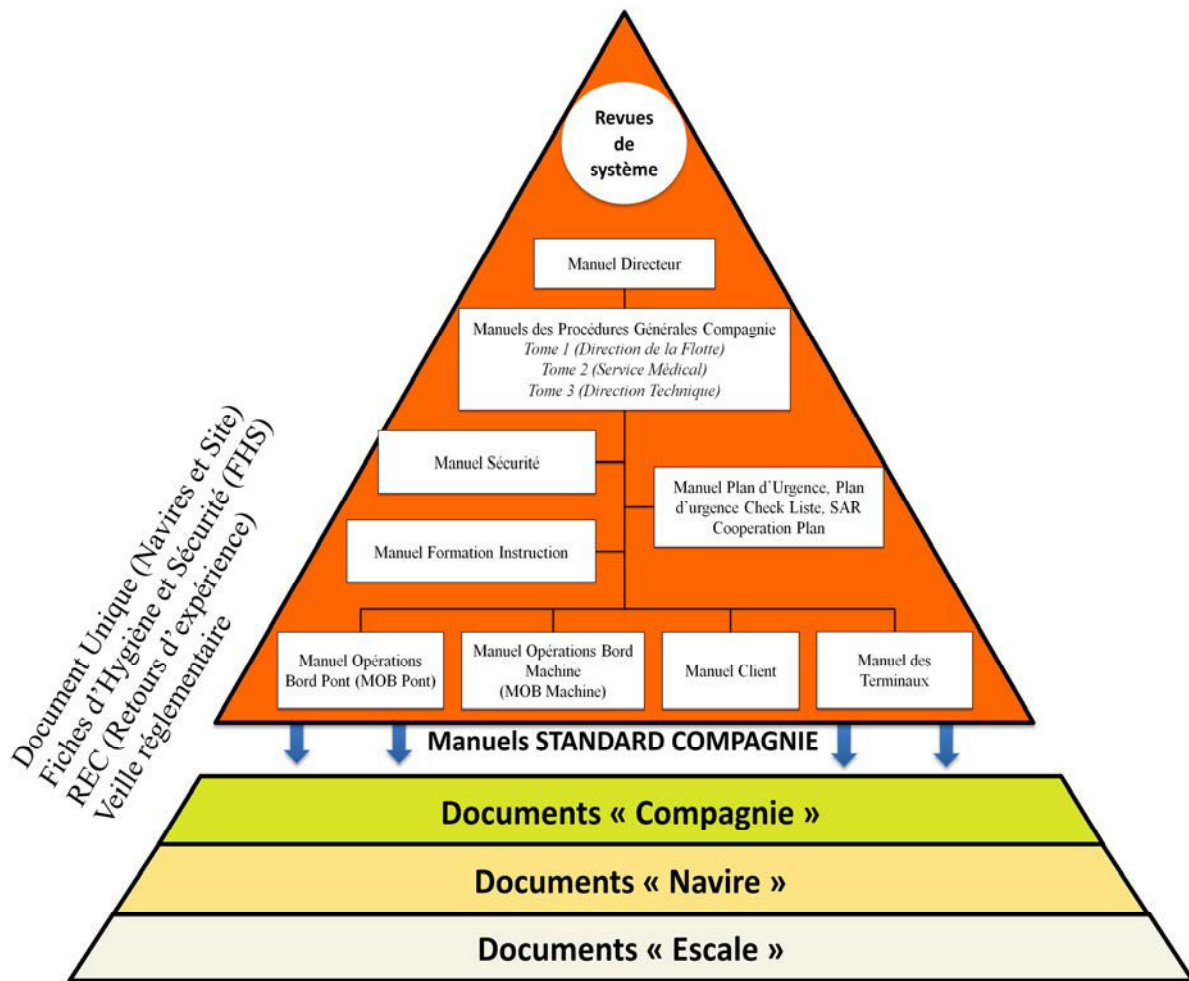 Revues
de
système
Manuel Directeur
Manuels des Procédures Générales Compagnie
Tome 1 (Direction de la Flotte)
Tome 2 (Service Médical)
Tome 3 (Direction Technique)
Manuel Sécurité
Manuel Plan d'Urgence, Plan
d'urgence Check Liste, SAR
Cooperation Plan
Manuel Formation Instruction
Manuel Opérations
Bord Pont (MOB Pont)
Manuel Opérations Bord
Machine
(MOB Machine)
Manuel Client
Manuel des
Terminaux
Document Unique (Navires et Site)
Fiches d'Hygiène et Sécurité (FHS)
REC (Retours d'expérience)
Veille réglementaire
Manuels STANDARD COMPAGNIE
Documents « Compagnie »
Documents « Navire »
Documents « Escale »